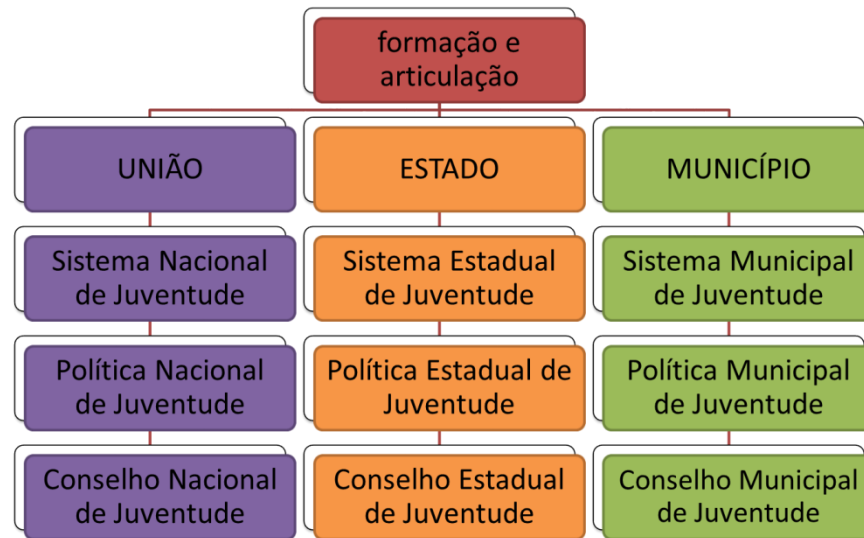 formação e
articulação
UNIÃO
ESTADO
MUNICÍPIO
Sistema Nacional
de Juventude
Sistema Estadual
de Juventude
Sistema Municipal
de Juventude
Política Nacional
de Juventude
Política Estadual de
Juventude
Política Municipal
de Juventude
Conselho Nacional
de Juventude
Conselho Estadual
de Juventude
Conselho Municipal
de Juventude